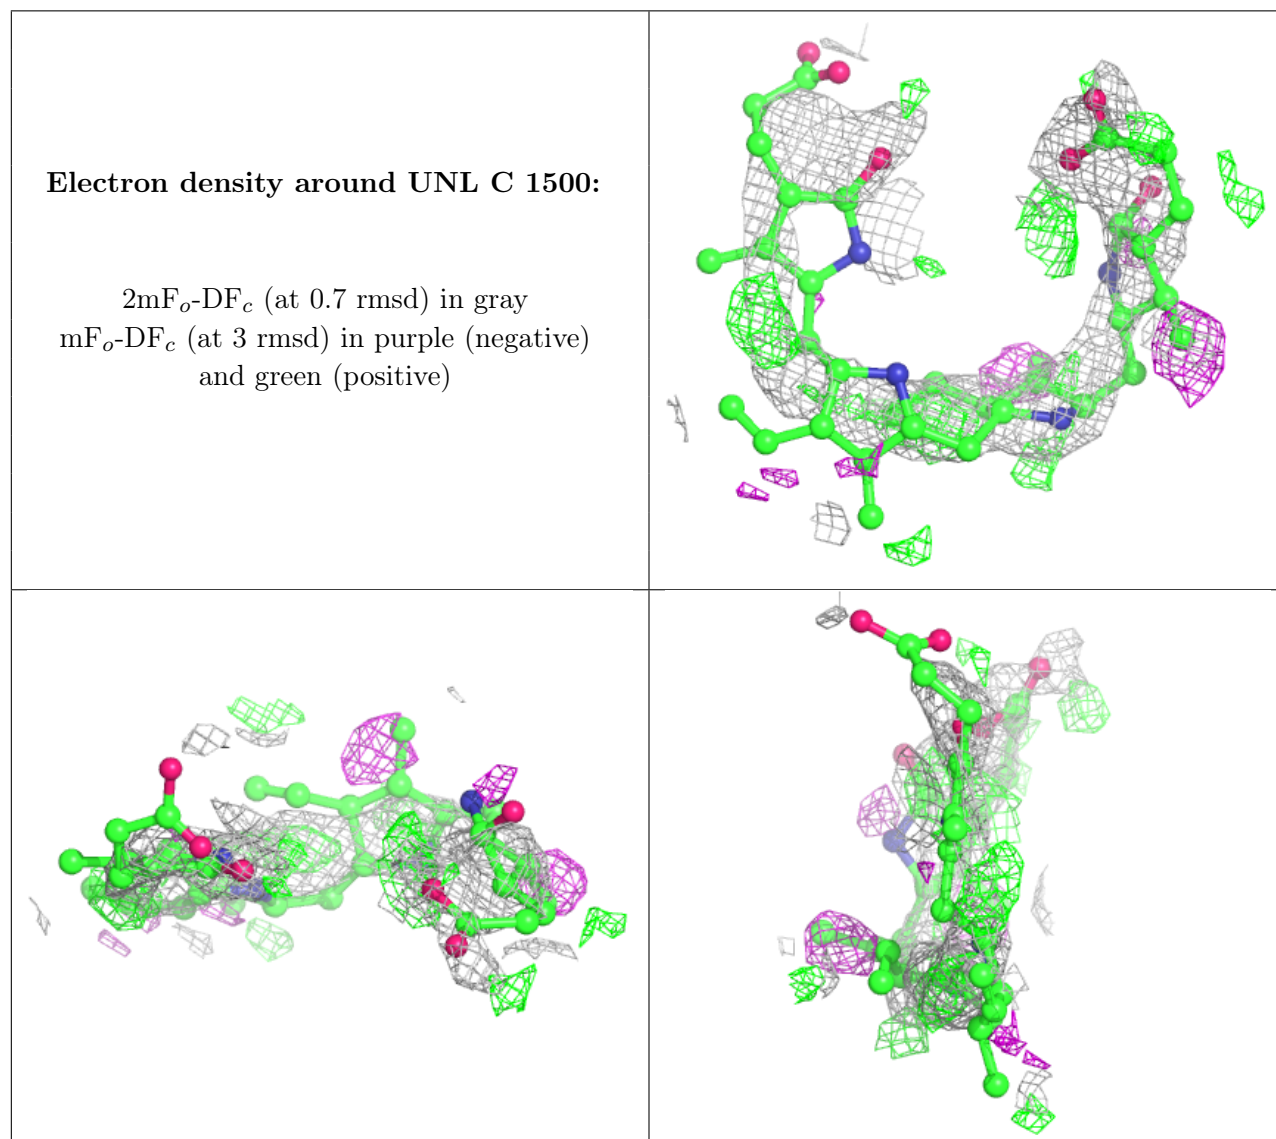 Electron density around UNL C 1500:
2mFo-DFc (at 0.7 rmsd) in gray
mFo-DFc (at 3 rmsd) in purple (negative)
and green (positive)